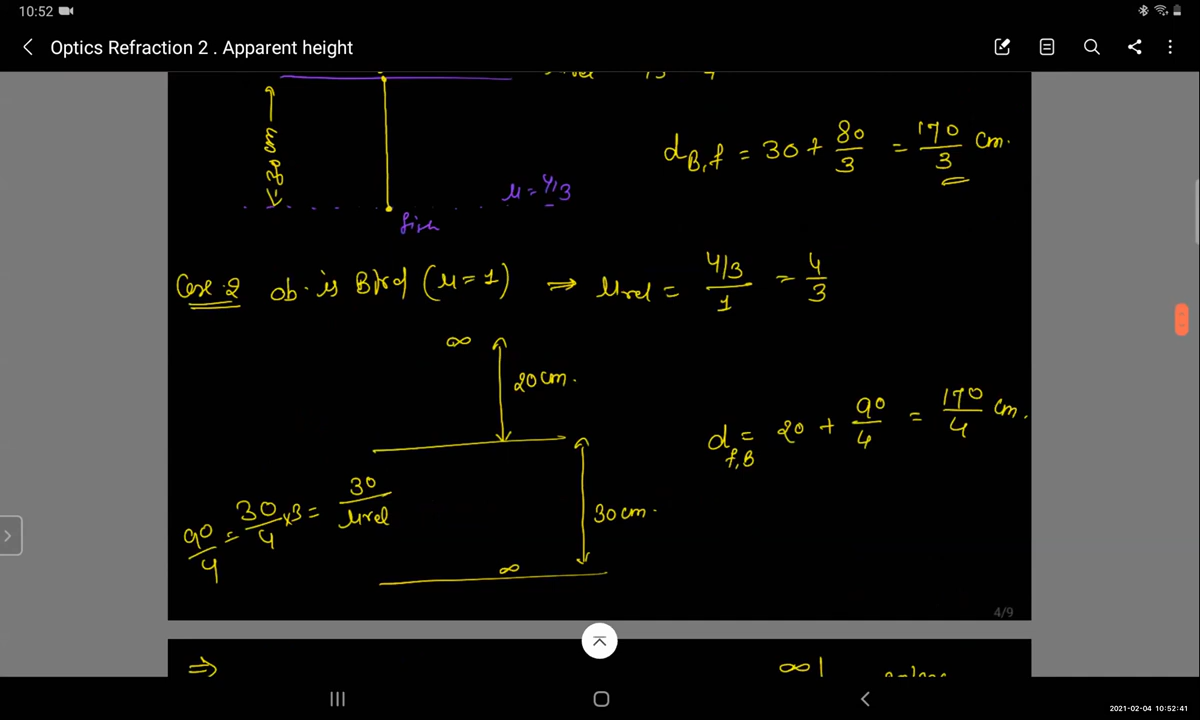 10:52
Optics Refraction 2 . Apparent height
30 cm
d_B,f = 30 + 80/3 = 170/3 cm.
μ = 4/3
fish
Case-2 ob. is Bird (μ = 1) ⇒ μrel = 4/3 / 1 = 4/3
∞
20 cm.
d_f,B = 20 + 90/4 = 170/4 cm.
90/4 = 30/4 × 3 = 30/μrel
30 cm.
∞
4/9
⇒
∞
2021-02-04 10:52:41